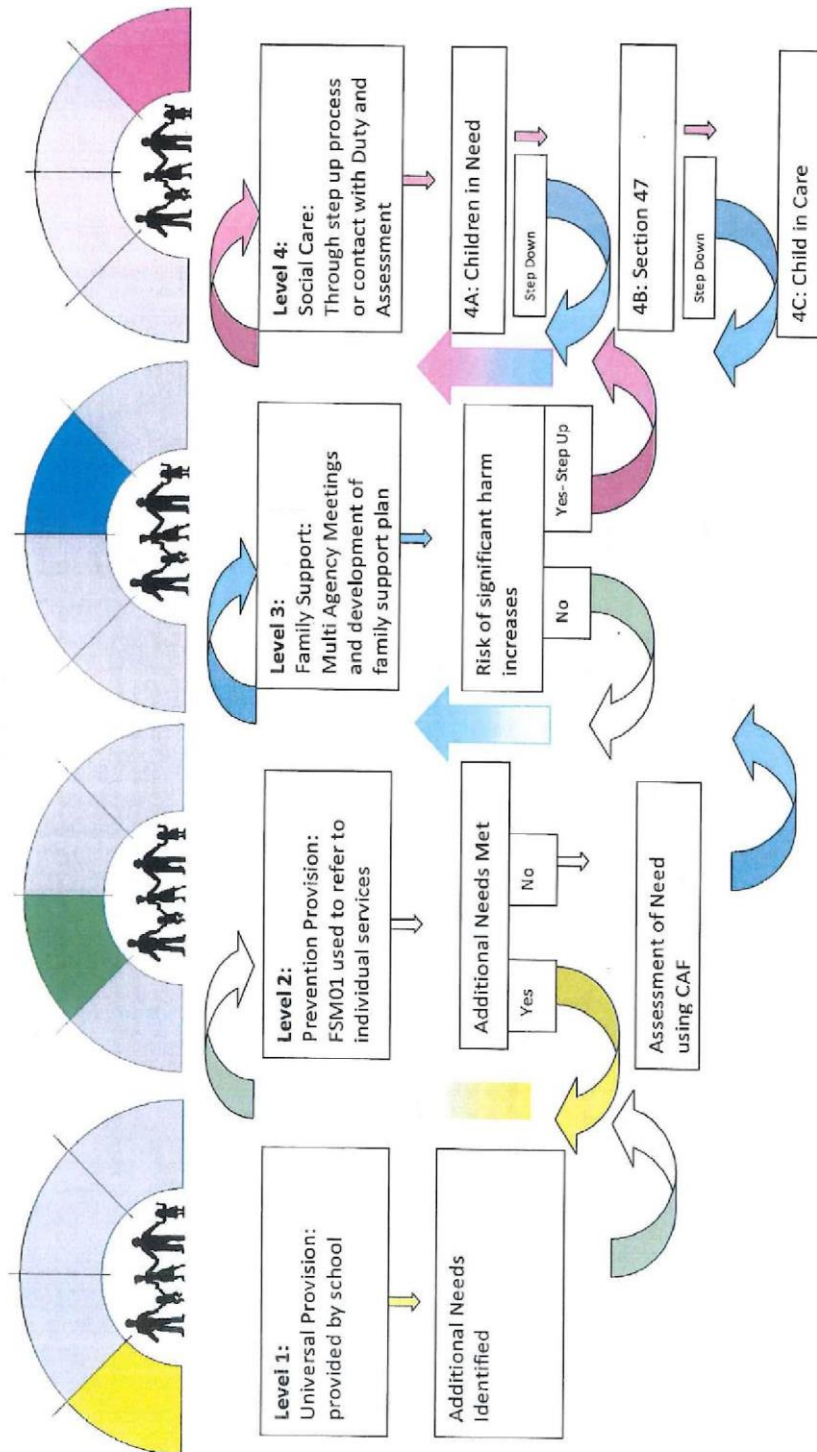 Level 1:
Universal Provision:
provided by school
Additional Needs
Identified
Level 2:
Prevention Provision:
FSM01 used to refer to
individual services
Additional Needs Met
Yes
No
Assessment of Need
using CAF
Level 3:
Family Support:
Multi Agency Meetings
and development of
family support plan
Risk of significant harm
increases
No
Yes- Step Up
Level 4:
Social Care:
Through step up process
or contact with Duty and
Assessment
4A: Children in Need
Step Down
4B: Section 47
Step Down
4C: Child in Care